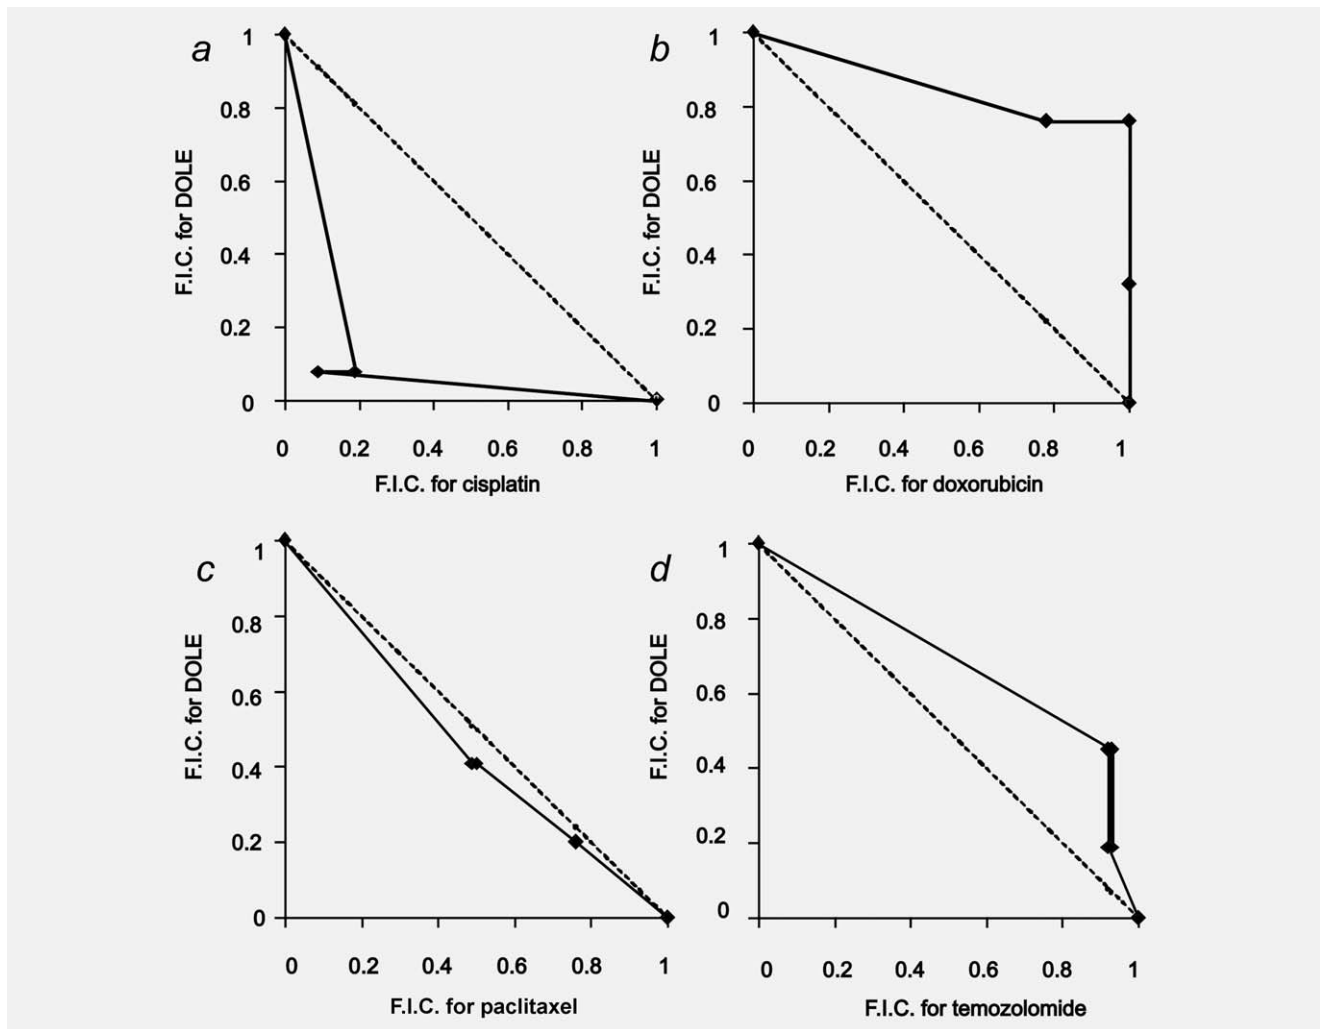 a
1
0.8
0.6
0.4
0.2
0
F.I.C. for DOLE
0 0.2 0.4 0.6 0.8 1
F.I.C. for cisplatin
b
1
0.8
0.6
0.4
0.2
0
F.I.C. for DOLE
0 0.2 0.4 0.6 0.8 1
F.I.C. for doxorubicin
c
1
0.8
0.6
0.4
0.2
0
F.I.C. for DOLE
0 0.2 0.4 0.6 0.8 1
F.I.C. for paclitaxel
d
1
0.8
0.6
0.4
0.2
0
F.I.C. for DOLE
0 0.2 0.4 0.6 0.8 1
F.I.C. for temozolomide